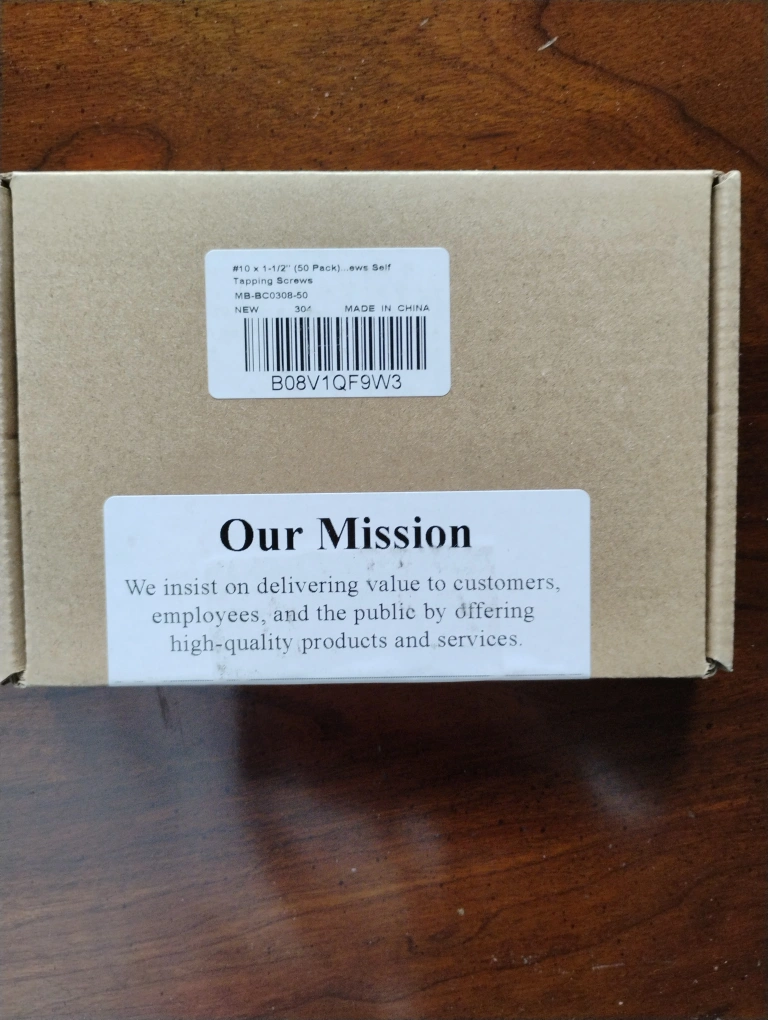 #10 x 1-1/2" (50 Pack)...ews Self
Tapping Screws
MB-BC0308-50
NEW 304 MADE IN CHINA
B08V1QF9W3
Our Mission
We insist on delivering value to customers,
employees, and the public by offering
high-quality products and services.